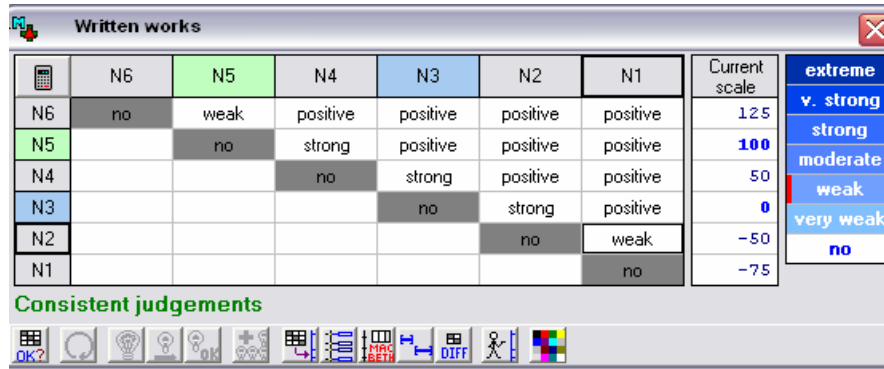 Written works
N6 N5 N4 N3 N2 N1 Current scale extreme
N6 no weak positive positive positive positive 125 v. strong
N5 no strong positive positive positive 100 strong
N4 no strong positive positive 50 moderate
N3 no strong positive 0 weak
N2 no weak -50 very weak
N1 no -75 no
Consistent judgements
OK? OK MAC BETH DIFF